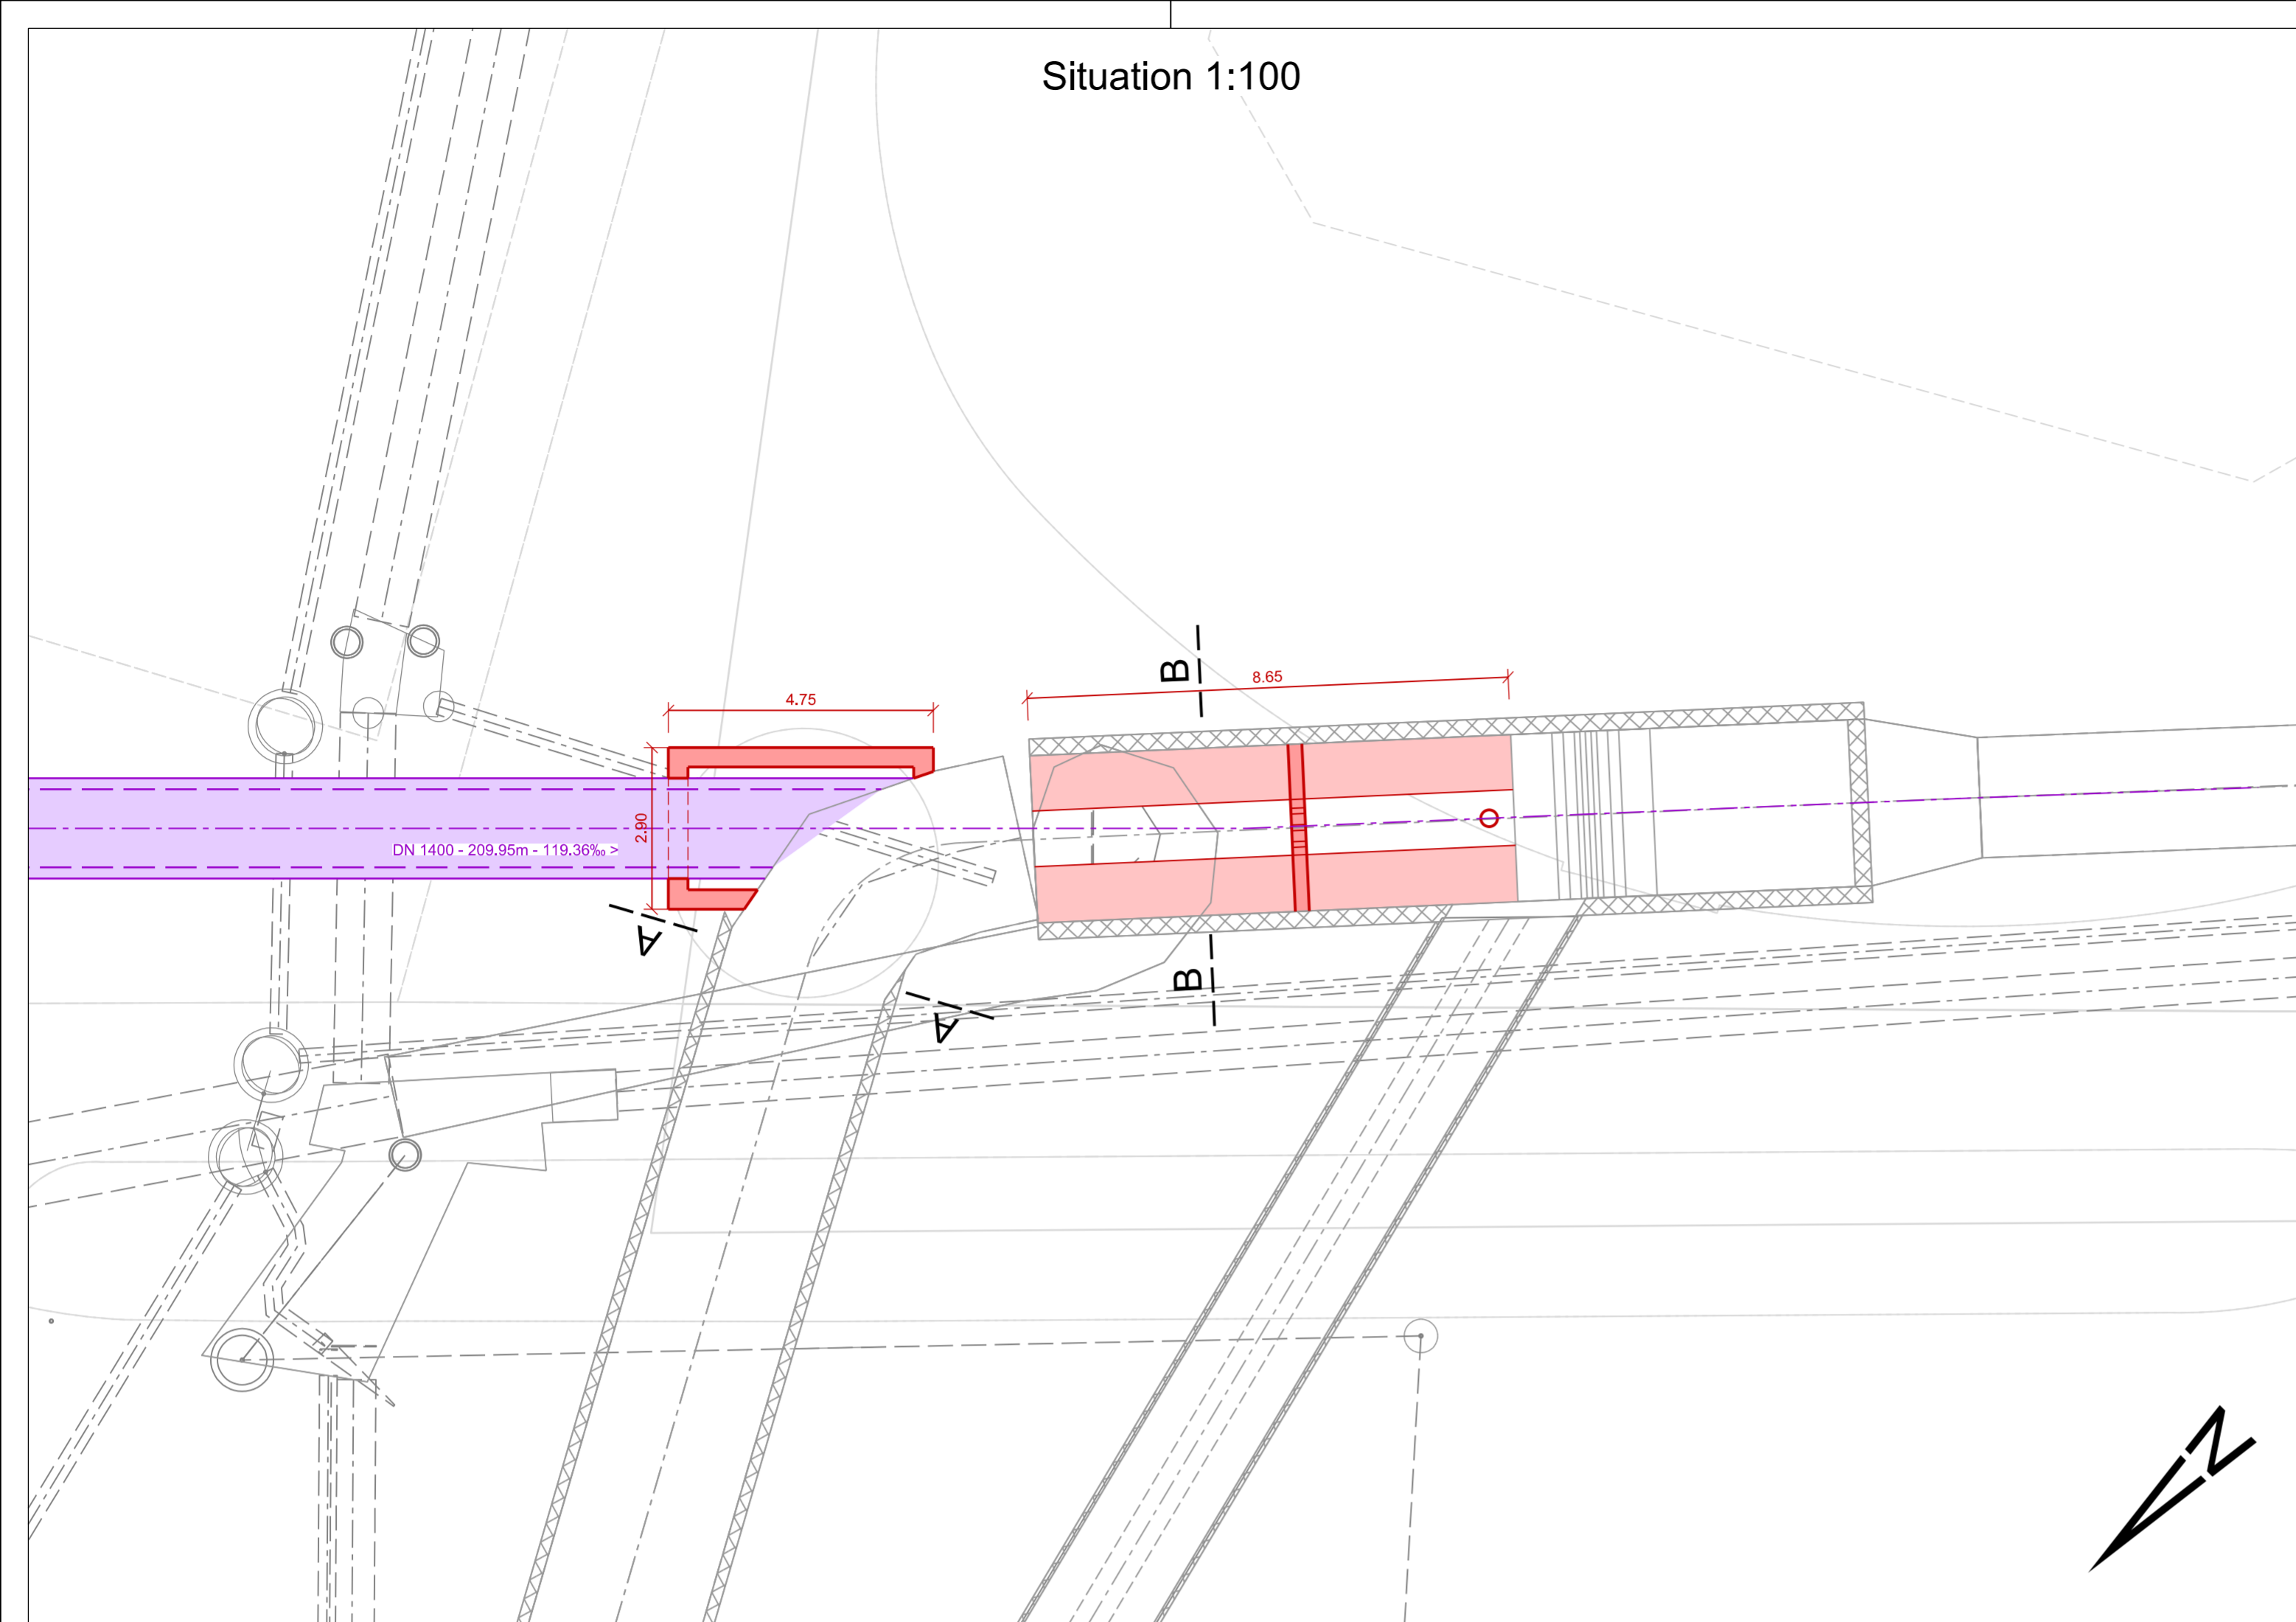 Situation 1:100
B
8.65
4.75
2.90
DN 1400 - 209.95m - 119.36‰ >
A
B
A
N